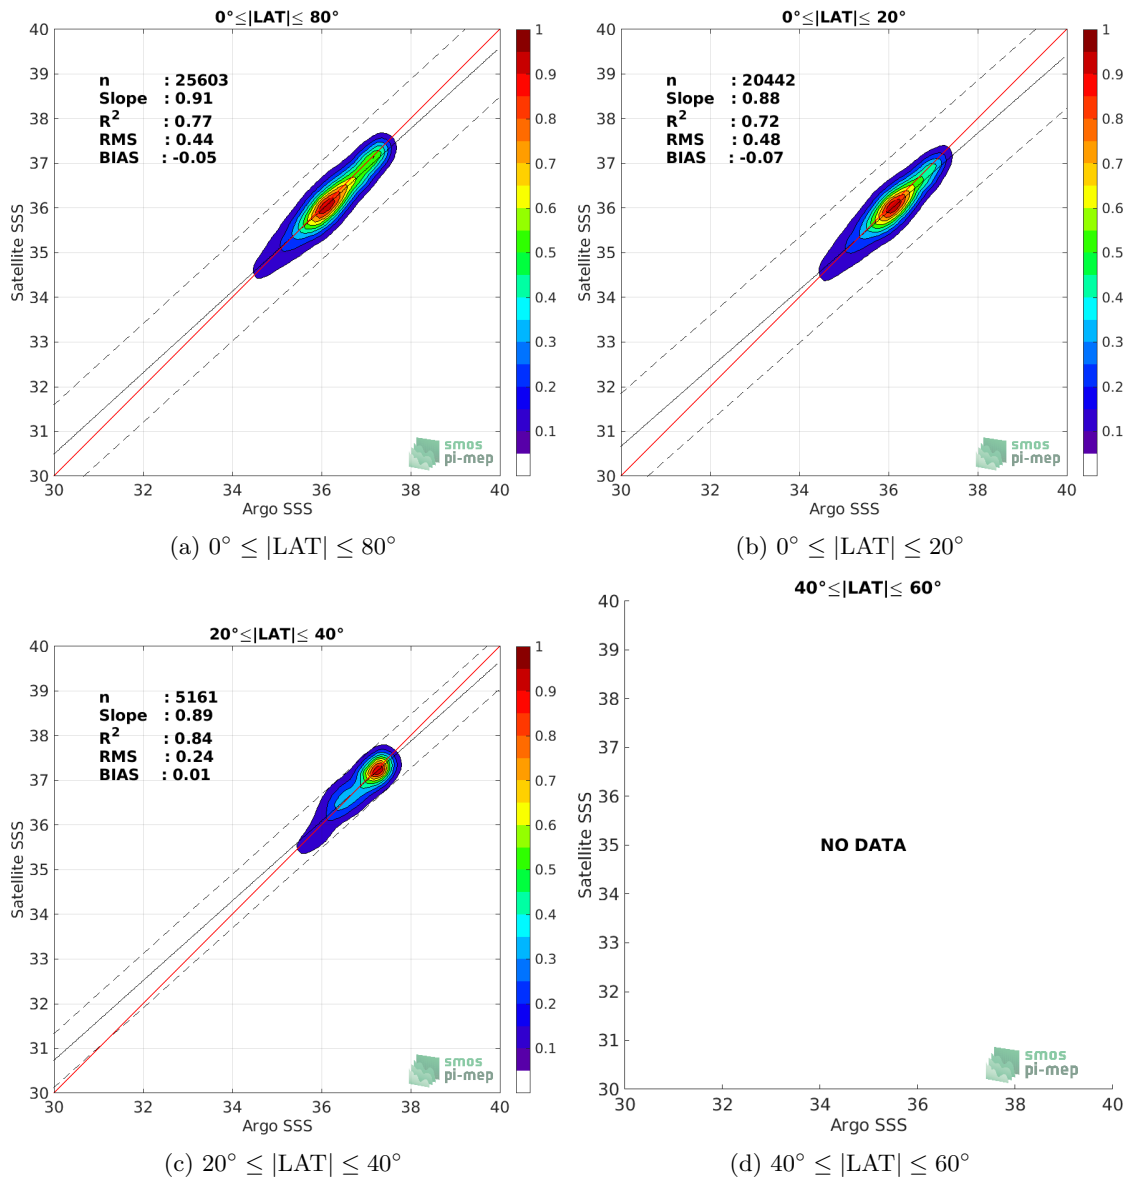 0°≤|LAT|≤ 80°
40
39
38
37
36
35
34
33
32
31
30
n : 25603
Slope : 0.91
R² : 0.77
RMS : 0.44
BIAS : -0.05
Satellite SSS
smos
pi-mep
30 32 34 36 38 40
Argo SSS
1
0.9
0.8
0.7
0.6
0.5
0.4
0.3
0.2
0.1
(a) 0° ≤ |LAT| ≤ 80°
0°≤|LAT|≤ 20°
40
39
38
37
36
35
34
33
32
31
30
n : 20442
Slope : 0.88
R² : 0.72
RMS : 0.48
BIAS : -0.07
Satellite SSS
smos
pi-mep
30 32 34 36 38 40
Argo SSS
1
0.9
0.8
0.7
0.6
0.5
0.4
0.3
0.2
0.1
(b) 0° ≤ |LAT| ≤ 20°
20°≤|LAT|≤ 40°
40
39
38
37
36
35
34
33
32
31
30
n : 5161
Slope : 0.89
R² : 0.84
RMS : 0.24
BIAS : 0.01
Satellite SSS
smos
pi-mep
30 32 34 36 38 40
Argo SSS
1
0.9
0.8
0.7
0.6
0.5
0.4
0.3
0.2
0.1
(c) 20° ≤ |LAT| ≤ 40°
40°≤|LAT|≤ 60°
40
39
38
37
36
35
34
33
32
31
30
NO DATA
Satellite SSS
smos
pi-mep
30 32 34 36 38 40
Argo SSS
(d) 40° ≤ |LAT| ≤ 60°